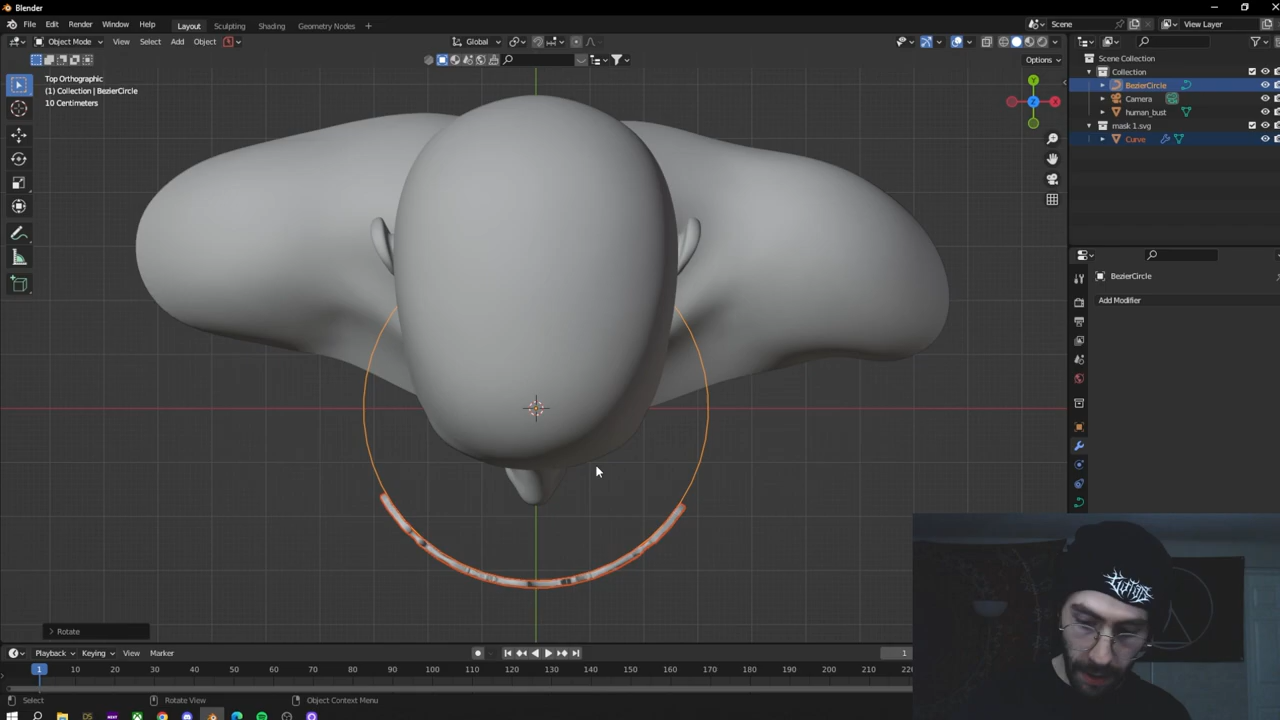 Blender
File Edit Render Window Help Layout Sculpting Shading Geometry Nodes + Scene View Layer
Object Mode View Select Add Object Global
Options
Top Orthographic
(1) Collection | BezierCircle
10 Centimeters
Z
X
Y
Scene Collection
Collection
BezierCircle
Camera
human_bust
mask 1.svg
Curve
BezierCircle
Add Modifier
Rotate
Playback Keying View Marker 1
1 10 20 30 40 50 60 70 80 90 100 110 120 130 140 150 160 170 180 190 200 210 220
Select Rotate View Object Context Menu